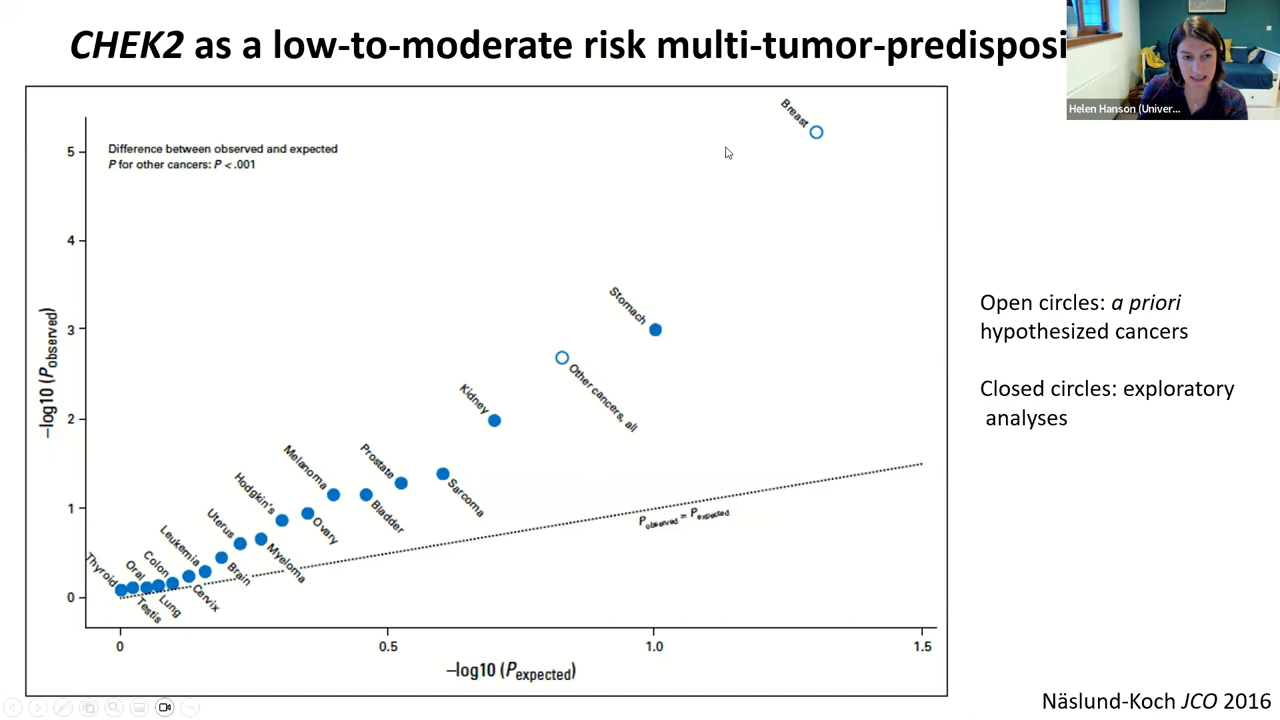 CHEK2 as a low-to-moderate risk multi-tumor-predisposi
Helen Hanson (Univer...
Difference between observed and expected
P for other cancers: P < .001
Breast
Stomach
Other cancers, all
Kidney
Sarcoma
Prostate
Bladder
Melanoma
Ovary
Hodgkin's
Myeloma
Uterus
Brain
Leukemia
Cervix
Colon
Lung
Oral
Testis
Thyroid
Pobserved = Pexpected
5
4
3
2
1
0
–log10 (Pobserved)
0 0.5 1.0 1.5
–log10 (Pexpected)
Open circles: a priori
hypothesized cancers
Closed circles: exploratory
analyses
Näslund-Koch JCO 2016